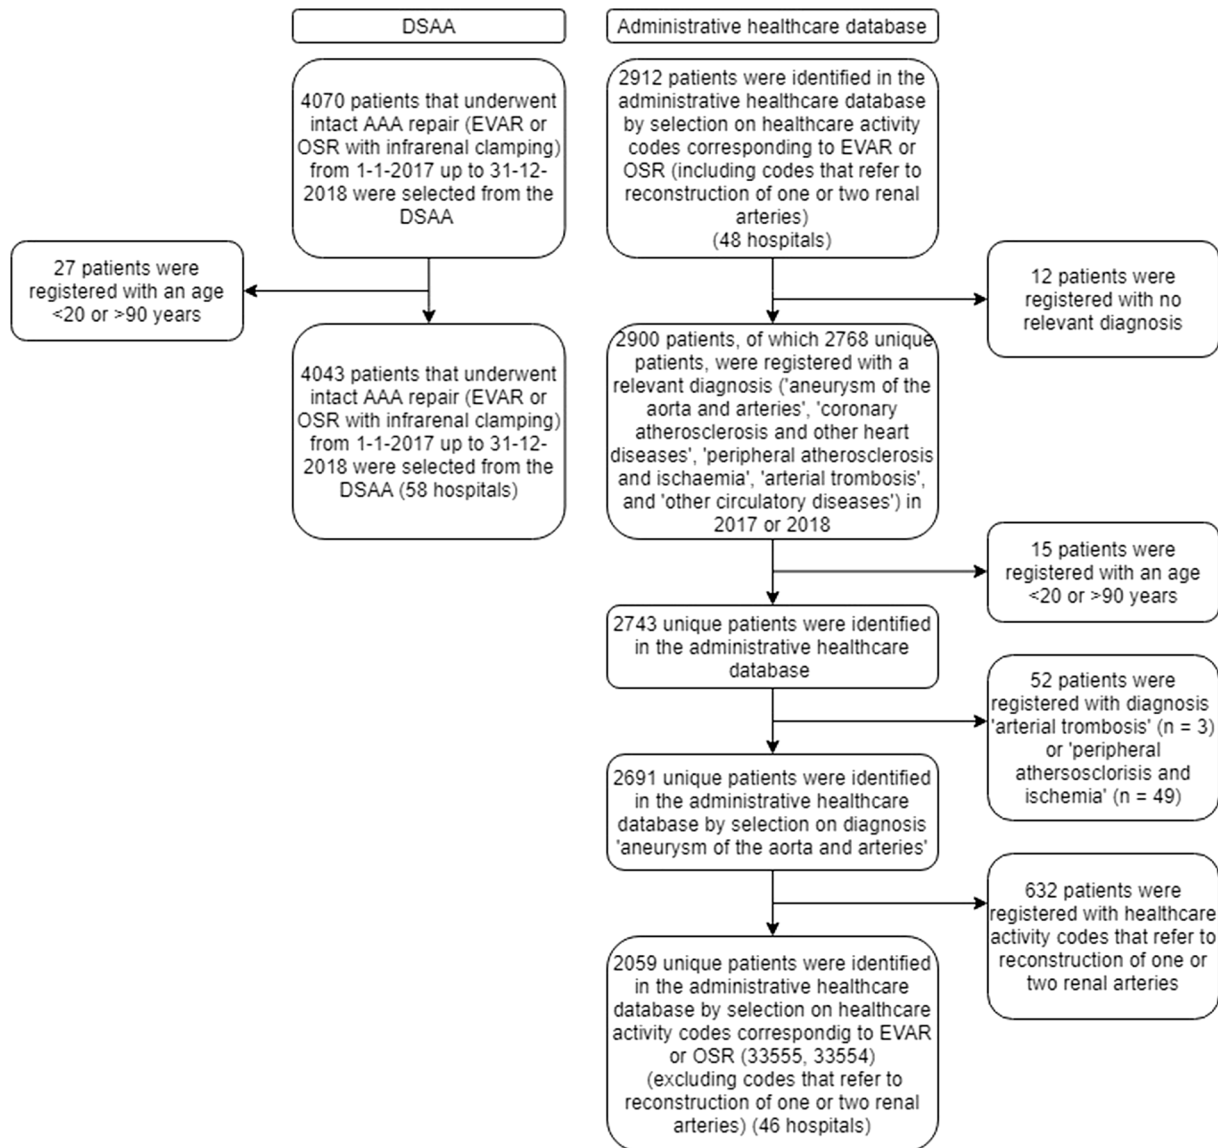 DSAA
Administrative healthcare database
4070 patients that underwent
intact AAA repair (EVAR or
OSR with infrarenal clamping)
from 1-1-2017 up to 31-12-
2018 were selected from the
DSAA
2912 patients were identified in the
administrative healthcare database
by selection on healthcare activity
codes corresponding to EVAR or
OSR (including codes that refer to
reconstruction of one or two renal
arteries)
(48 hospitals)
27 patients were
registered with an age
<20 or >90 years
12 patients were
registered with no
relevant diagnosis
4043 patients that underwent
intact AAA repair (EVAR or
OSR with infrarenal clamping)
from 1-1-2017 up to 31-12-
2018 were selected from the
DSAA (58 hospitals)
2900 patients, of which 2768 unique
patients, were registered with a
relevant diagnosis ('aneurysm of the
aorta and arteries', 'coronary
atherosclerosis and other heart
diseases', 'peripheral atherosclerosis
and ischaemia', 'arterial trombosis',
and 'other circulatory diseases') in
2017 or 2018
15 patients were
registered with an age
<20 or >90 years
2743 unique patients were identified
in the administrative healthcare
database
52 patients were
registered with diagnosis
'arterial trombosis' (n = 3)
or 'peripheral
athersosclorisis and
ischemia' (n = 49)
2691 unique patients were identified
in the administrative healthcare
database by selection on diagnosis
'aneurysm of the aorta and arteries'
632 patients were
registered with healthcare
activity codes that refer to
reconstruction of one or
two renal arteries
2059 unique patients were identified
in the administrative healthcare
database by selection on healthcare
activity codes correspondig to EVAR
or OSR (33555, 33554)
(excluding codes that refer to
reconstruction of one or two renal
arteries) (46 hospitals)